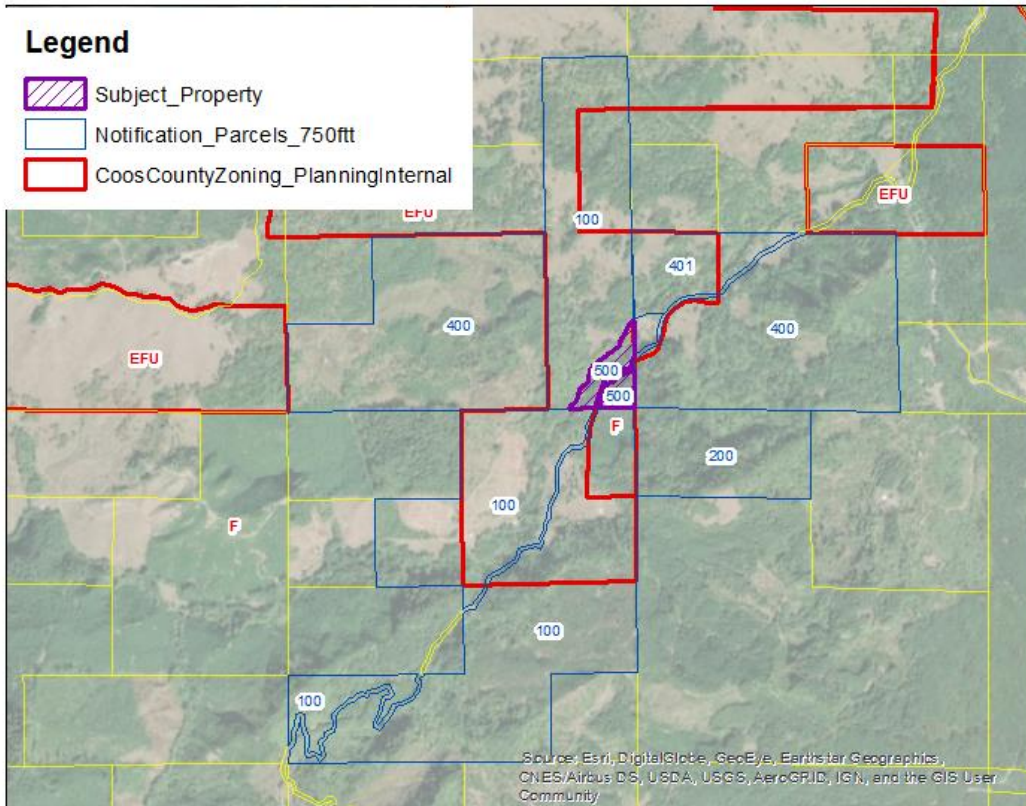 Legend
Subject_Property
Notification_Parcels_750ftt
CoosCountyZoning_PlanningInternal
EFU
EFU
100
401
400
400
EFU
500
500
F
200
100
F
100
100
Source: Esri, DigitalGlobe, GeoEye, Earthstar Geographics,
CNES/Airbus DS, USDA, USGS, AeroGRID, IGN, and the GIS User
Community